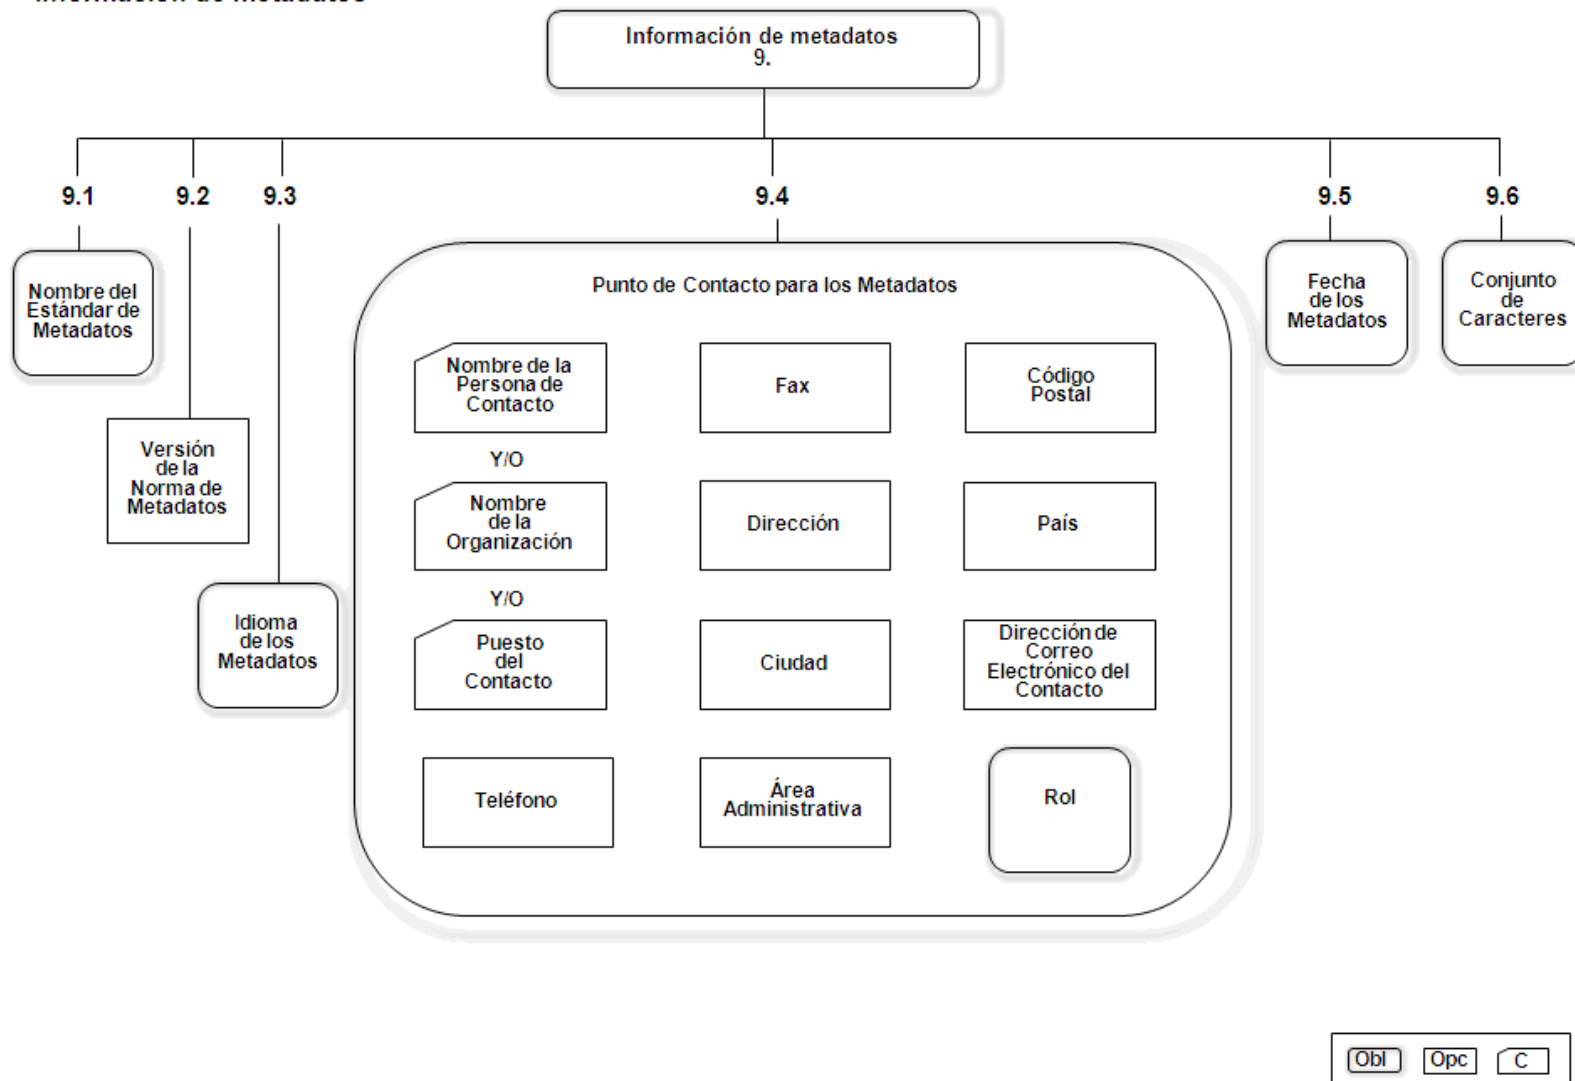 Información de metadatos
Información de metadatos
9.
9.1
9.2
9.3
9.4
9.5
9.6
Nombre del
Estándar de
Metadatos
Versión
de la
Norma de
Metadatos
Idioma
de los
Metadatos
Punto de Contacto para los Metadatos
Nombre de la
Persona de
Contacto
Fax
Código
Postal
Y/O
Nombre
de la
Organización
Dirección
País
Y/O
Puesto
del
Contacto
Ciudad
Dirección de
Correo
Electrónico del
Contacto
Teléfono
Área
Administrativa
Rol
Fecha
de los
Metadatos
Conjunto
de
Caracteres
Obl
Opc
C